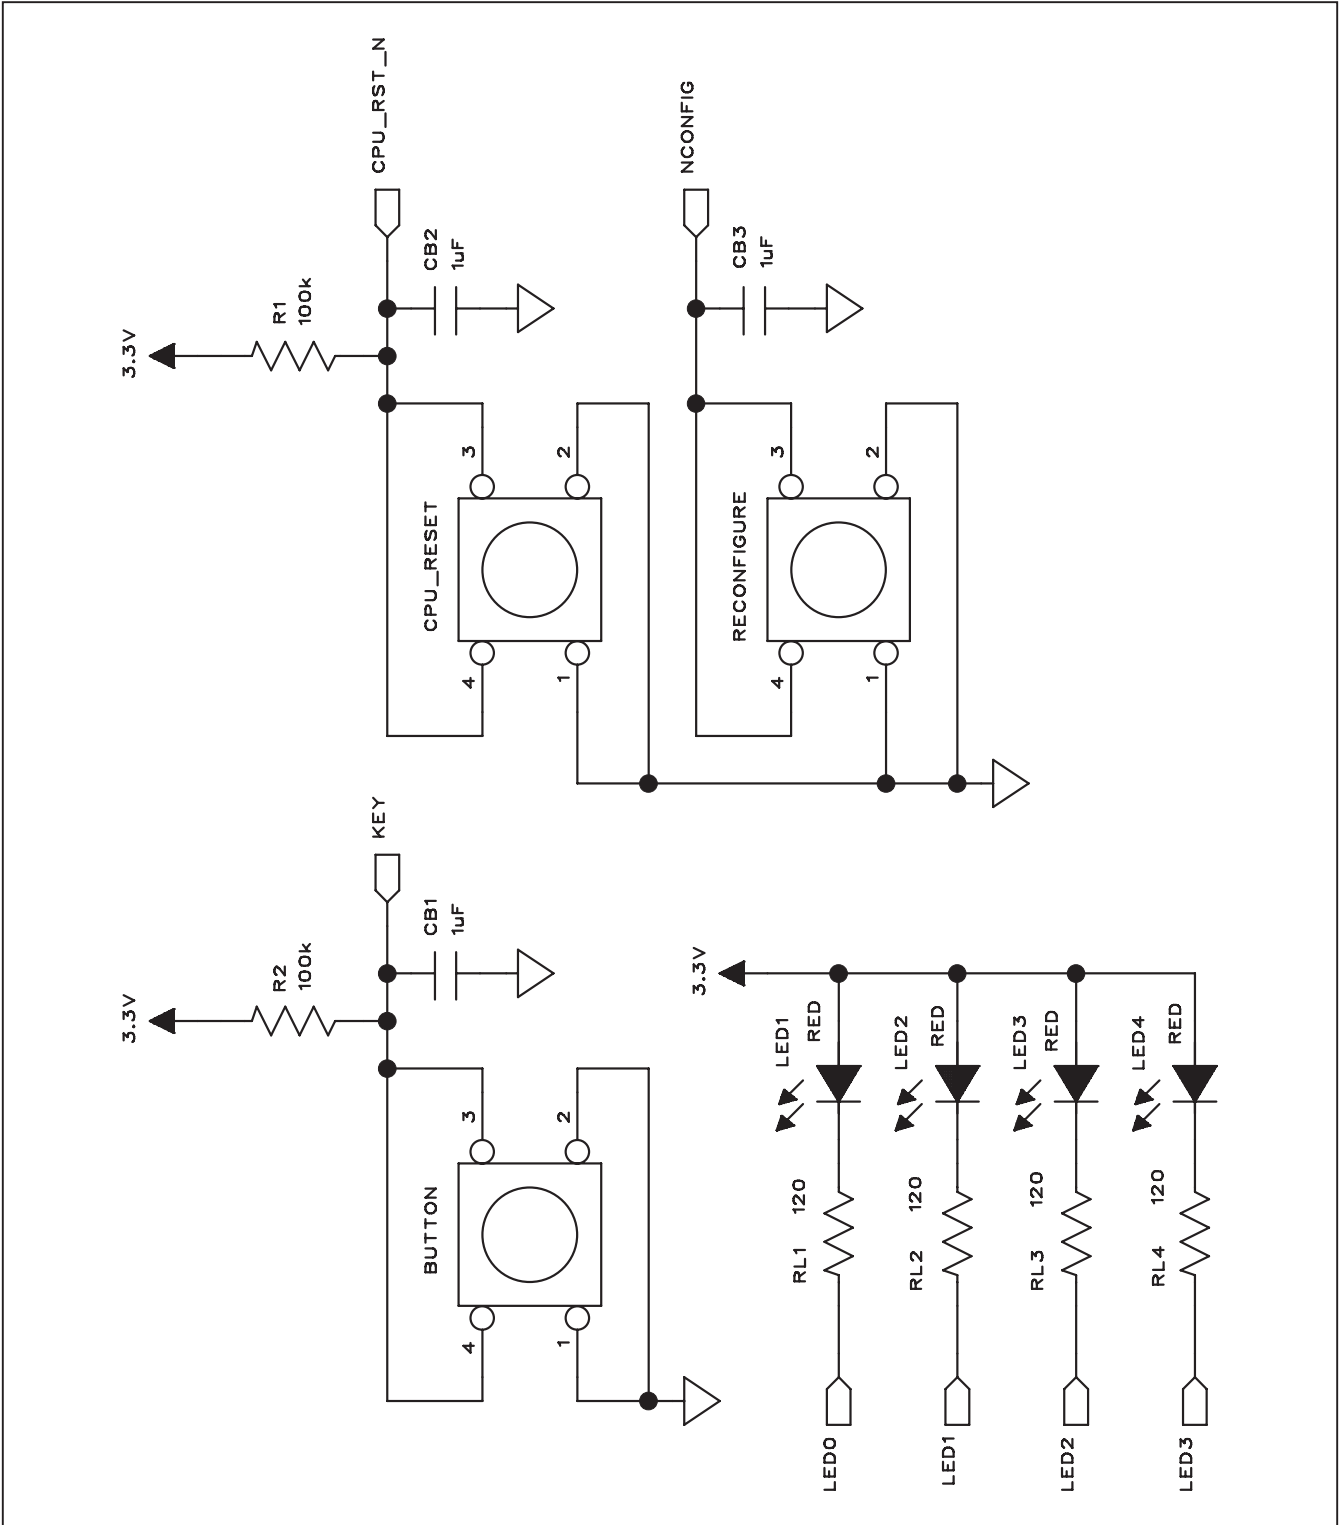 3.3V
R2
100k
KEY
BUTTON
CB1
1uF
4
3
1
2
3.3V
R1
100k
CPU_RST_N
CPU_RESET
CB2
1uF
4
3
1
2
NCONFIG
RECONFIGURE
CB3
1uF
4
3
1
2
3.3V
LED1
RED
RL1 120
LED0
LED2
RED
RL2 120
LED1
LED3
RED
RL3 120
LED2
LED4
RED
RL4 120
LED3